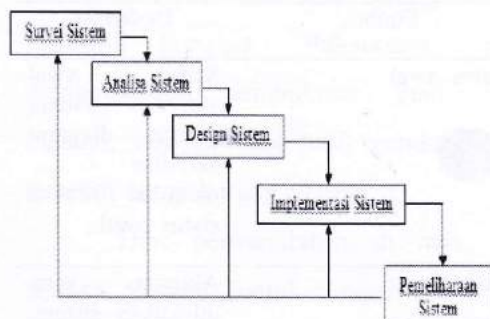 Survei Sistem
Analisa Sistem
Design Sistem
Implementasi Sistem
Pemeliharaan
Sistem